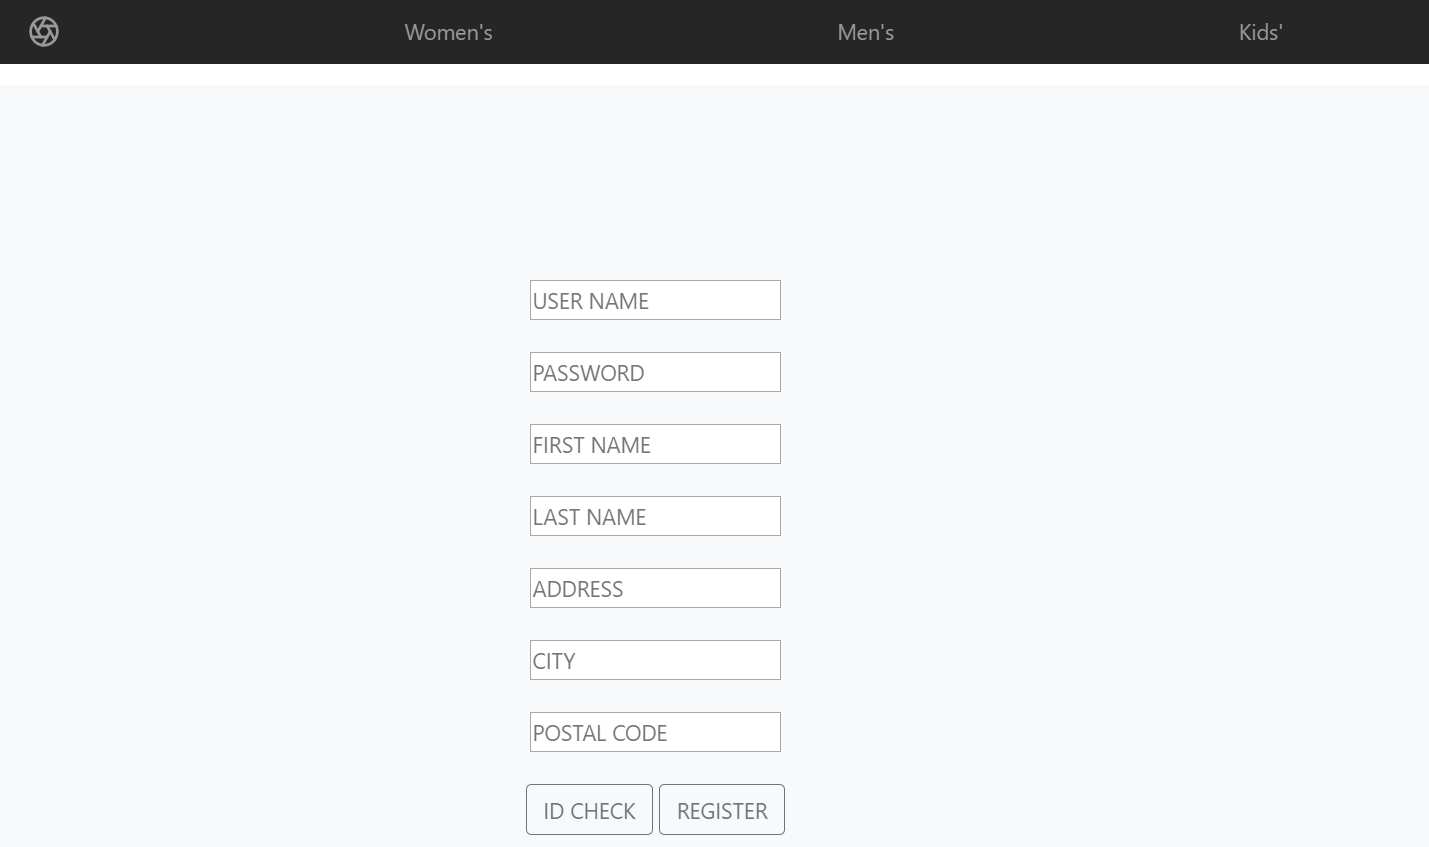 Women's Men's Kids'
USER NAME
PASSWORD
FIRST NAME
LAST NAME
ADDRESS
CITY
POSTAL CODE
ID CHECK REGISTER